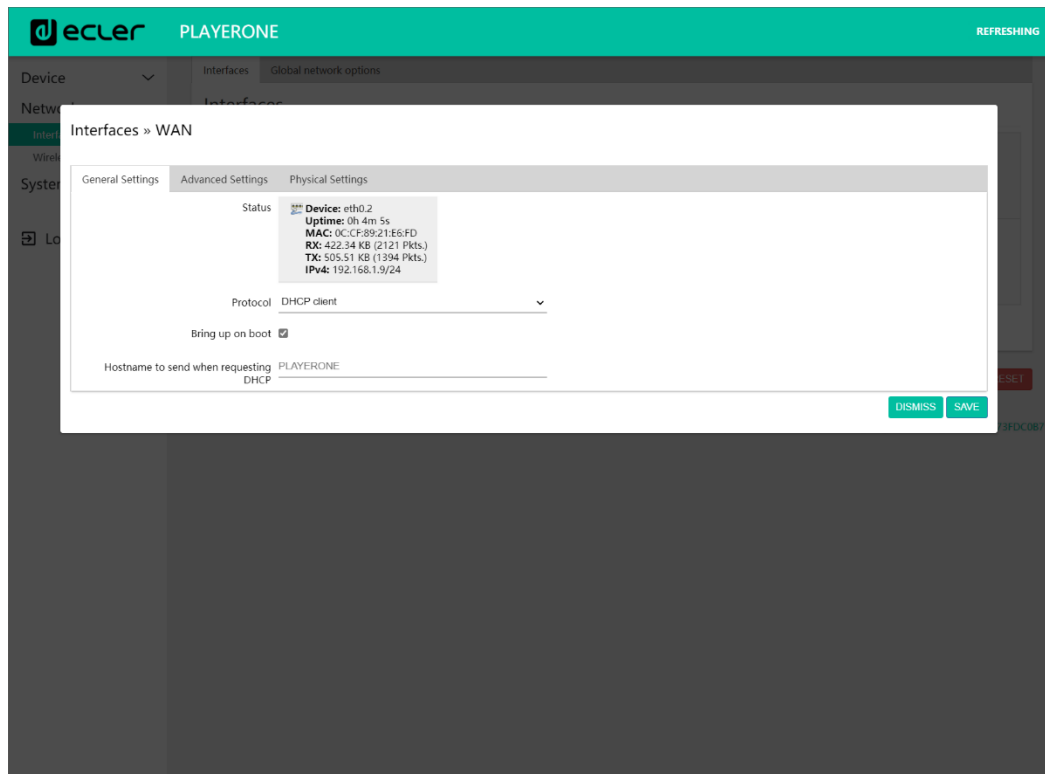 ecler PLAYERONE REFRESHING
Device
Interfaces Global network options
Interfaces
Interfaces » WAN
General Settings Advanced Settings Physical Settings
Status
Device: eth0.2
Uptime: 0h 4m 5s
MAC: 0C:CF:89:21:E6:FD
RX: 422.34 KB (2121 Pkts.)
TX: 505.51 KB (1394 Pkts.)
IPv4: 192.168.1.9/24
Protocol DHCP client
Bring up on boot
Hostname to send when requesting DHCP PLAYERONE
DISMISS SAVE